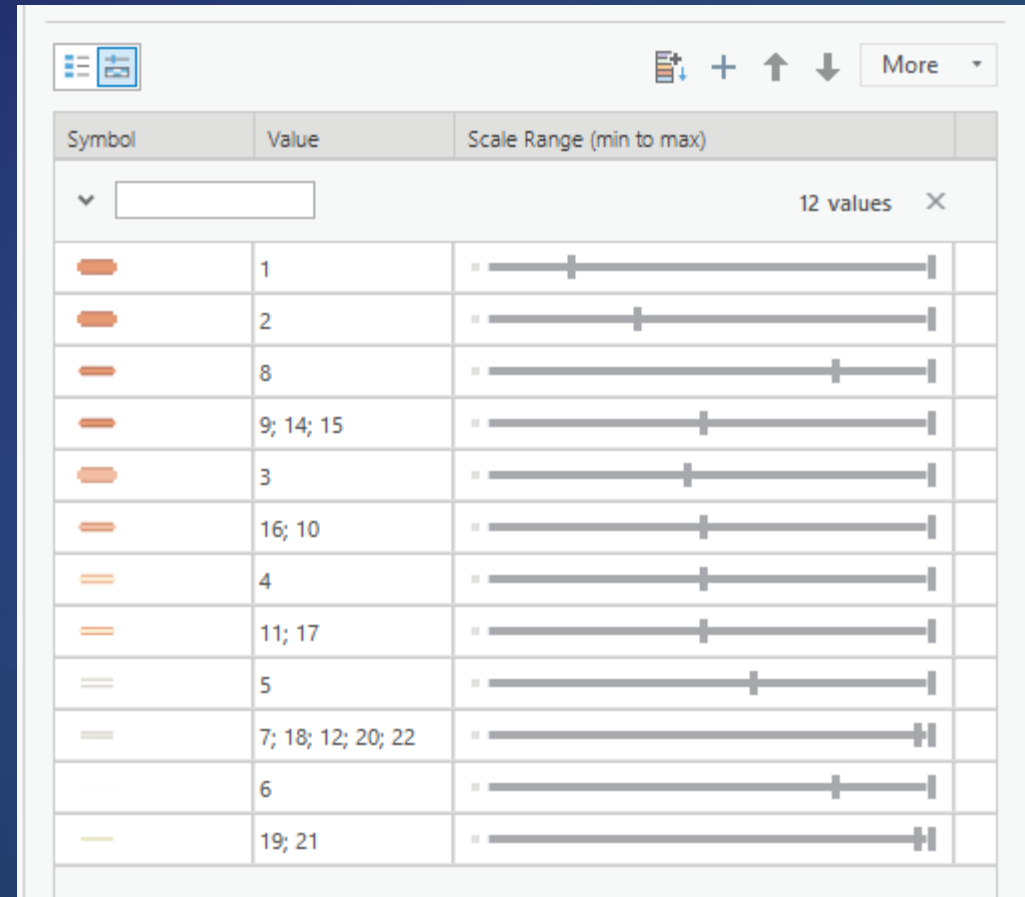 More
Symbol Value Scale Range (min to max)
12 values
1
2
8
9; 14; 15
3
16; 10
4
11; 17
5
7; 18; 12; 20; 22
6
19; 21